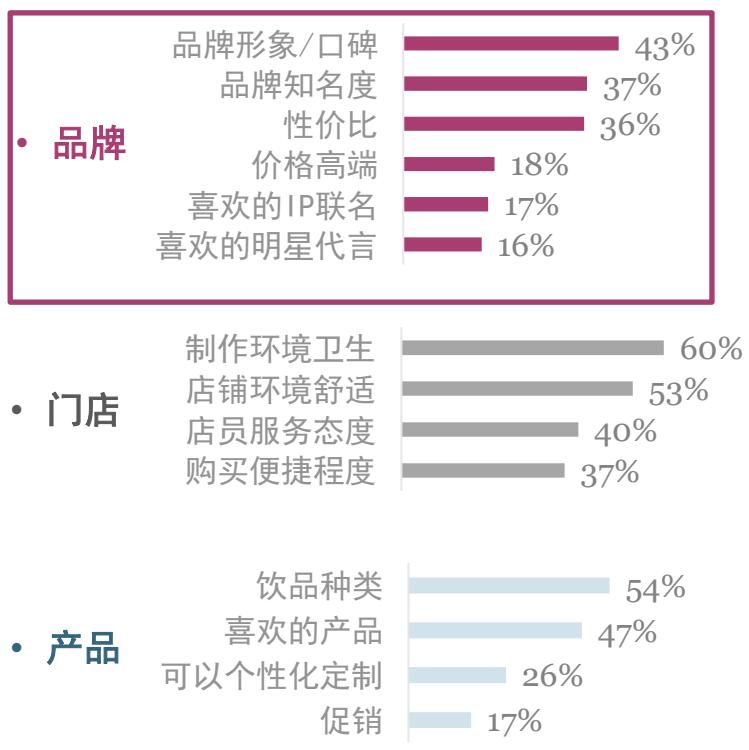 品牌形象/口碑 43%
品牌知名度 37%
性价比 36%
• 品牌
价格高端 18%
喜欢的IP联名 17%
喜欢的明星代言 16%
制作环境卫生 60%
店铺环境舒适 53%
• 门店
店员服务态度 40%
购买便捷程度 37%
饮品种类 54%
喜欢的产品 47%
• 产品
可以个性化定制 26%
促销 17%